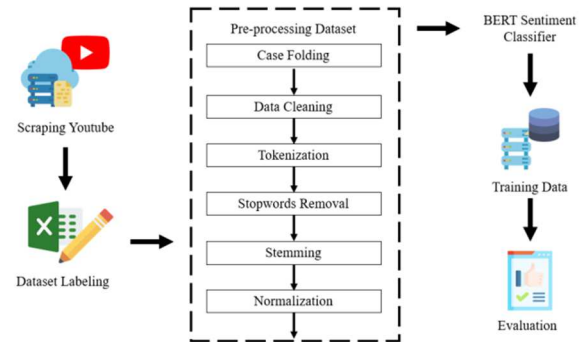 Scraping Youtube
Dataset Labeling
Pre-processing Dataset
Case Folding
Data Cleaning
Tokenization
Stopwords Removal
Stemming
Normalization
BERT Sentiment
Classifier
Training Data
Evaluation